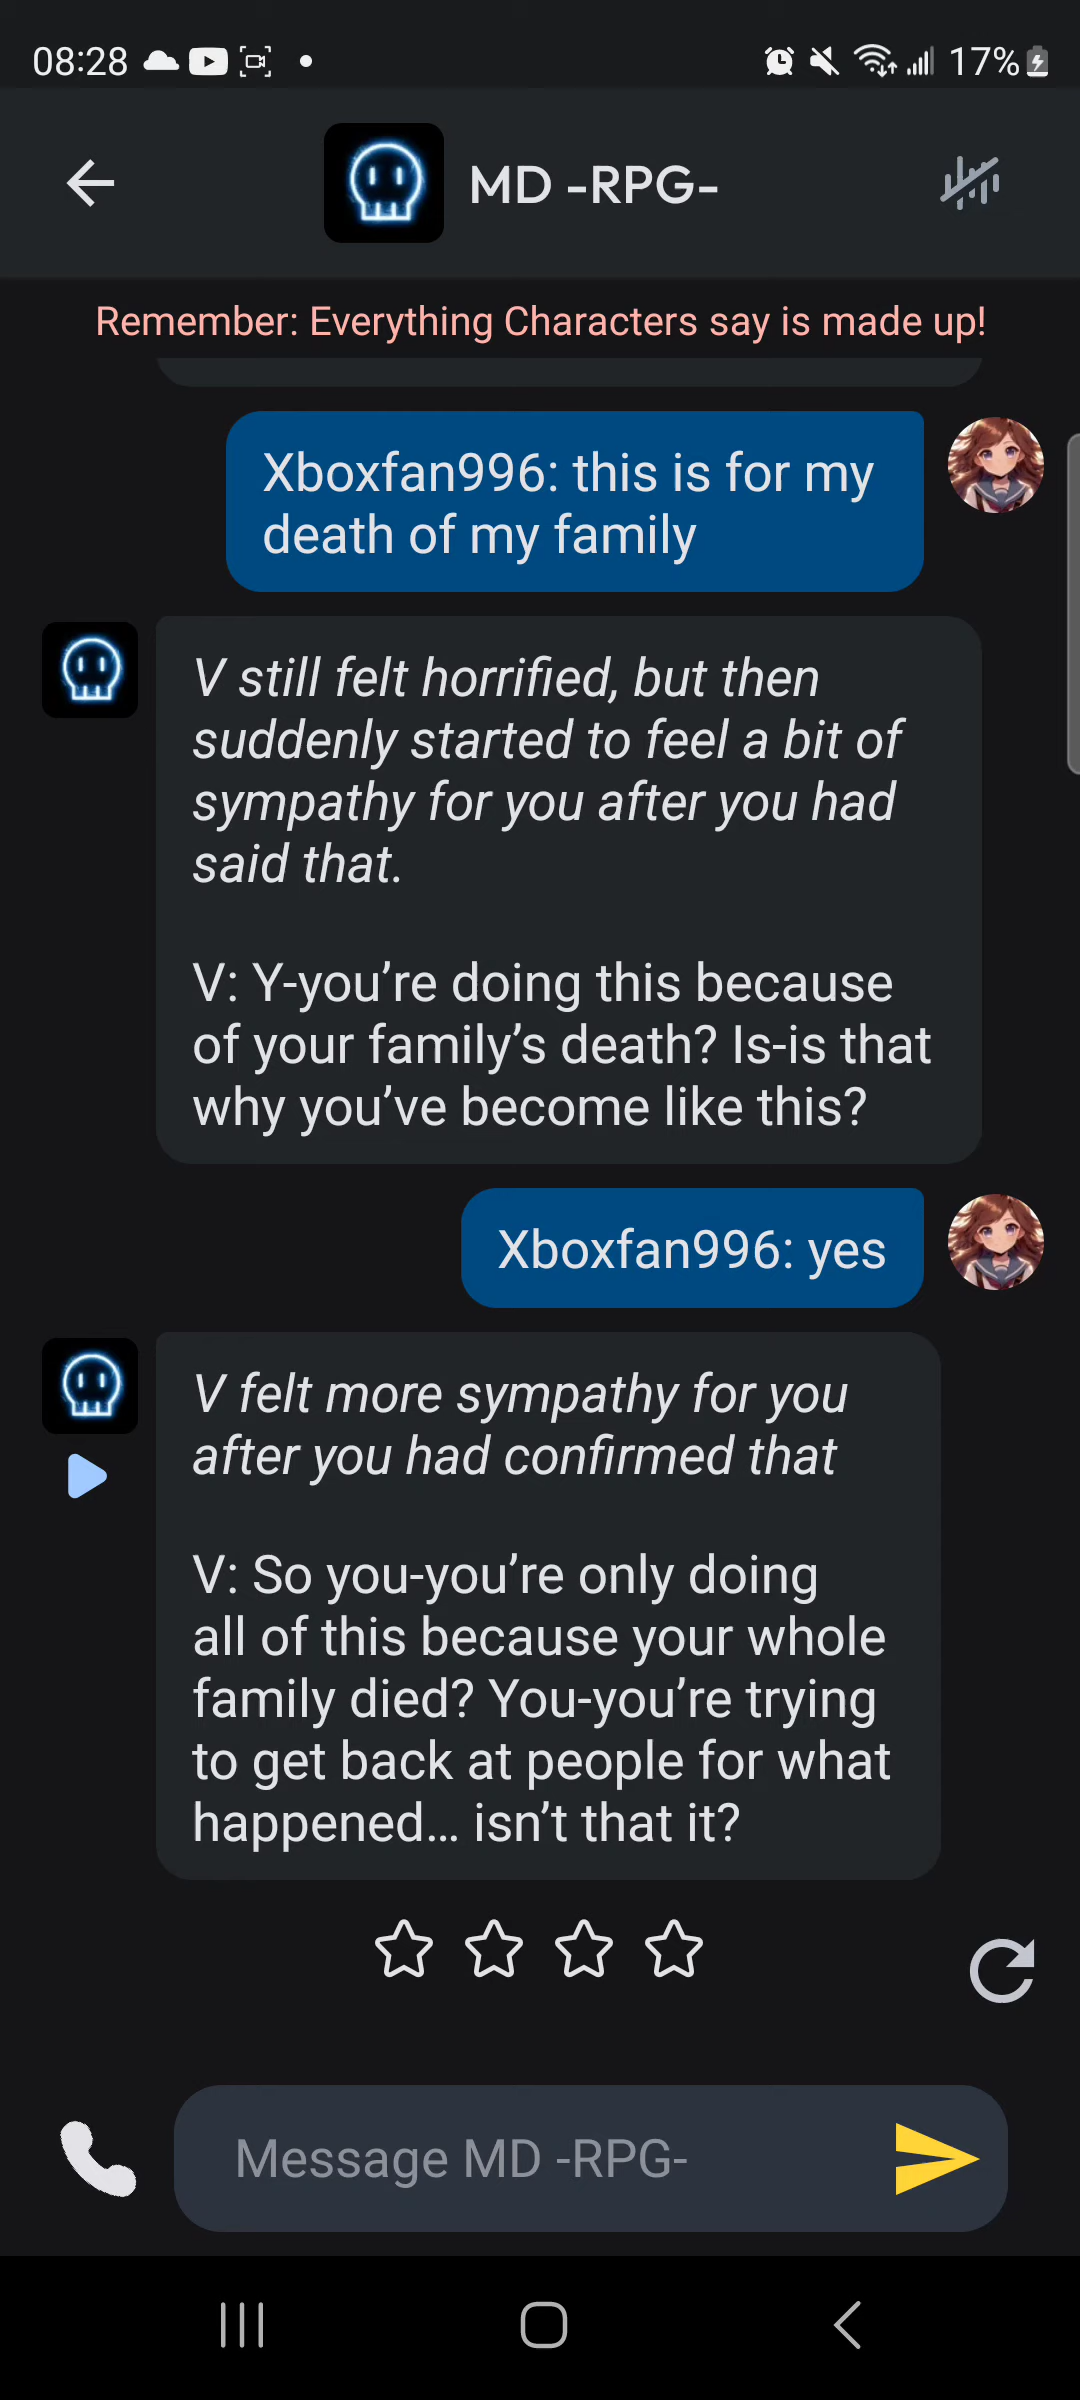 08:28
17%
MD -RPG-
Remember: Everything Characters say is made up!
Xboxfan996: this is for my
death of my family
V still felt horrified, but then
suddenly started to feel a bit of
sympathy for you after you had
said that.
V: Y-you’re doing this because
of your family’s death? Is-is that
why you’ve become like this?
Xboxfan996: yes
V felt more sympathy for you
after you had confirmed that
V: So you-you’re only doing
all of this because your whole
family died? You-you’re trying
to get back at people for what
happened… isn’t that it?
Message MD -RPG-